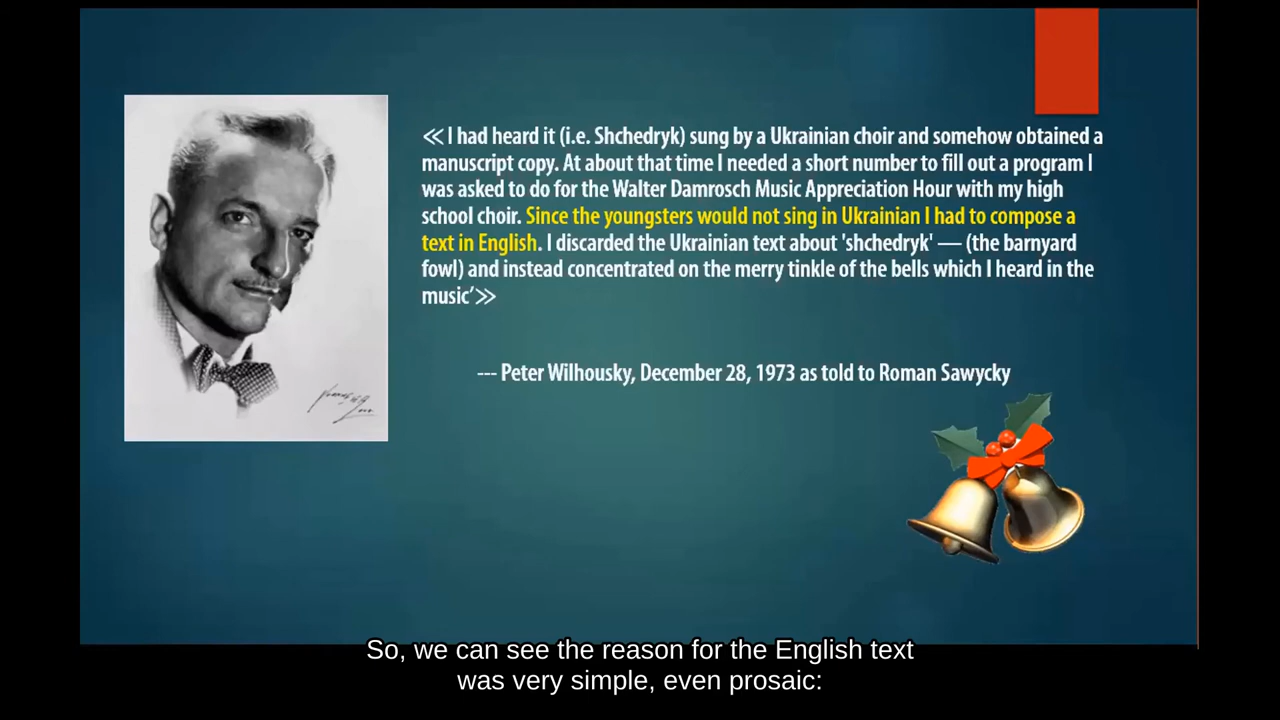 ≪ I had heard it (i.e. Shchedryk) sung by a Ukrainian choir and somehow obtained a
manuscript copy. At about that time I needed a short number to fill out a program I
was asked to do for the Walter Damrosch Music Appreciation Hour with my high
school choir. Since the youngsters would not sing in Ukrainian I had to compose a
text in English. I discarded the Ukrainian text about 'shchedryk' — (the barnyard
fowl) and instead concentrated on the merry tinkle of the bells which I heard in the
music'≫
--- Peter Wilhousky, December 28, 1973 as told to Roman Sawycky
So, we can see the reason for the English text
was very simple, even prosaic: